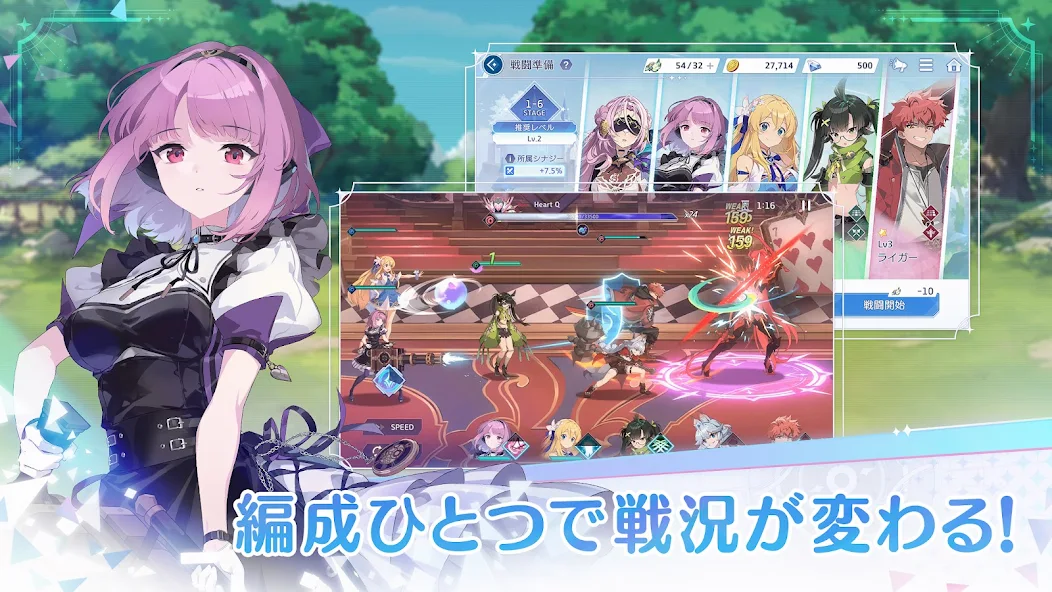 戦闘準備 ?
54/32 +
27,714
500
1-6
STAGE
推奨レベル
Lv.2
所属シナジー
+7.5%
Lv3
ライガー
-10
戦闘開始
Heart Q
1:16
WEAK!
159
WEAK!
159
1
SPEED
編成ひとつで戦況が変わる!